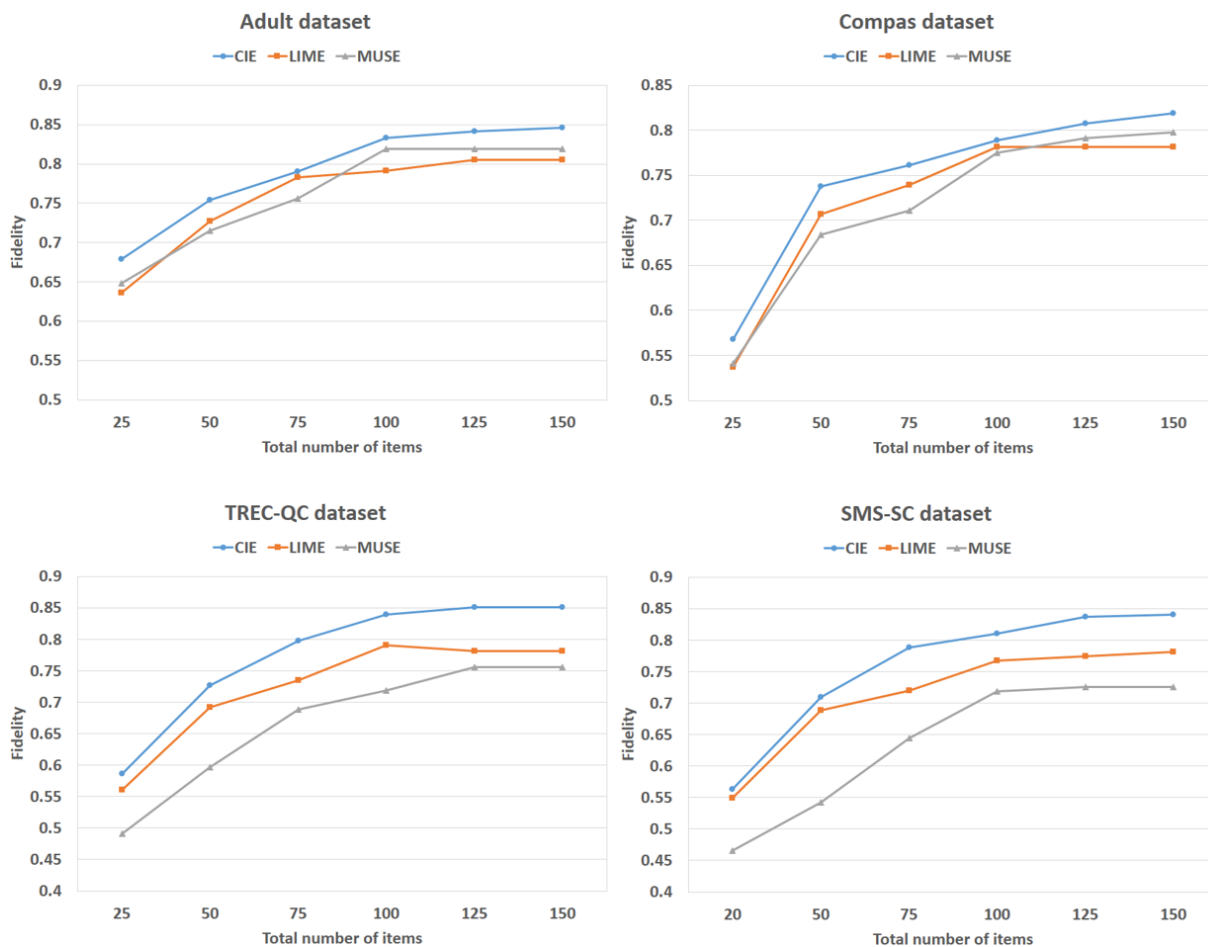 Adult dataset
CIE LIME MUSE
0.9
0.85
0.8
0.75
0.7
0.65
0.6
0.55
0.5
Fidelity
25 50 75 100 125 150
Total number of items
Compas dataset
CIE LIME MUSE
0.85
0.8
0.75
0.7
0.65
0.6
0.55
0.5
Fidelity
25 50 75 100 125 150
Total number of items
TREC-QC dataset
CIE LIME MUSE
0.9
0.85
0.8
0.75
0.7
0.65
0.6
0.55
0.5
0.45
0.4
Fidelity
25 50 75 100 125 150
Total number of items
SMS-SC dataset
CIE LIME MUSE
0.9
0.85
0.8
0.75
0.7
0.65
0.6
0.55
0.5
0.45
0.4
Fidelity
20 50 75 100 125 150
Total number of items